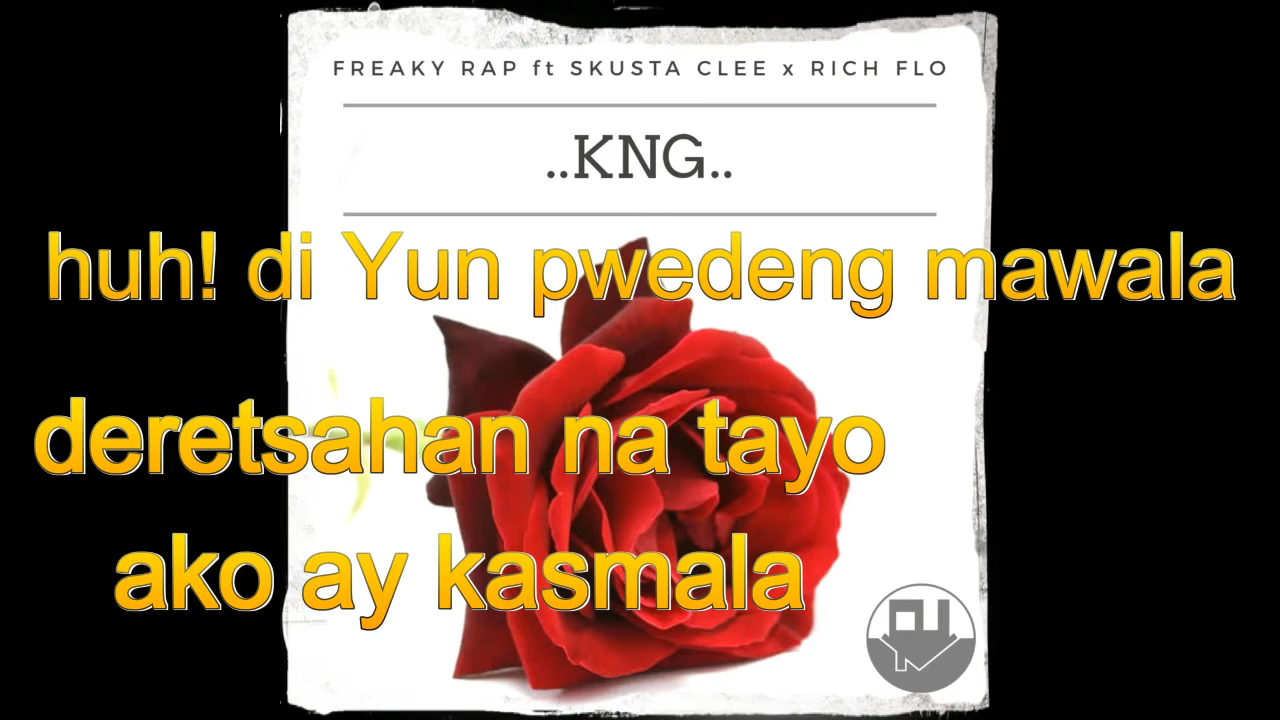 FREAKY RAP ft SKUSTA CLEE x RICH FLO
..KNG..
huh! di Yun pwedeng mawala
deretsahan na tayo
ako ay kasmala